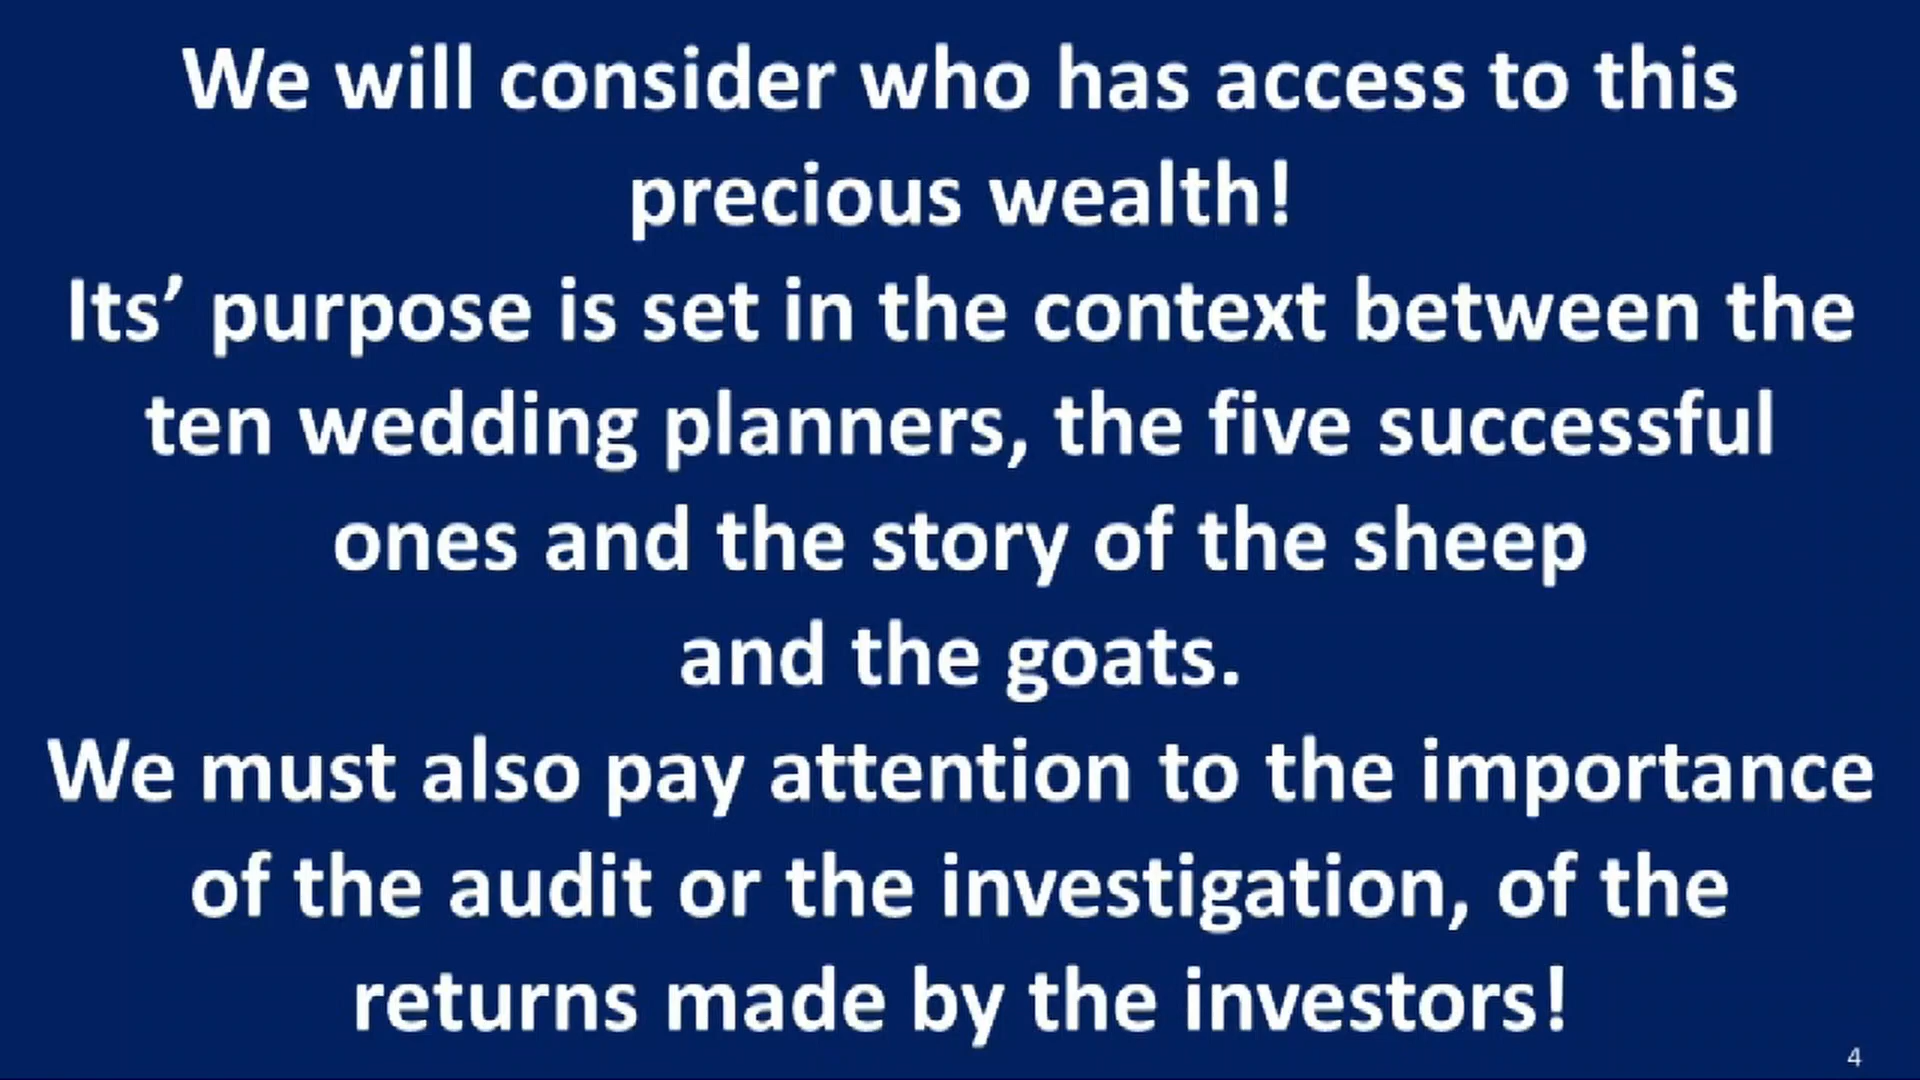 We will consider who has access to this
precious wealth!
Its’ purpose is set in the context between the
ten wedding planners, the five successful
ones and the story of the sheep
and the goats.
We must also pay attention to the importance
of the audit or the investigation, of the
returns made by the investors!
4